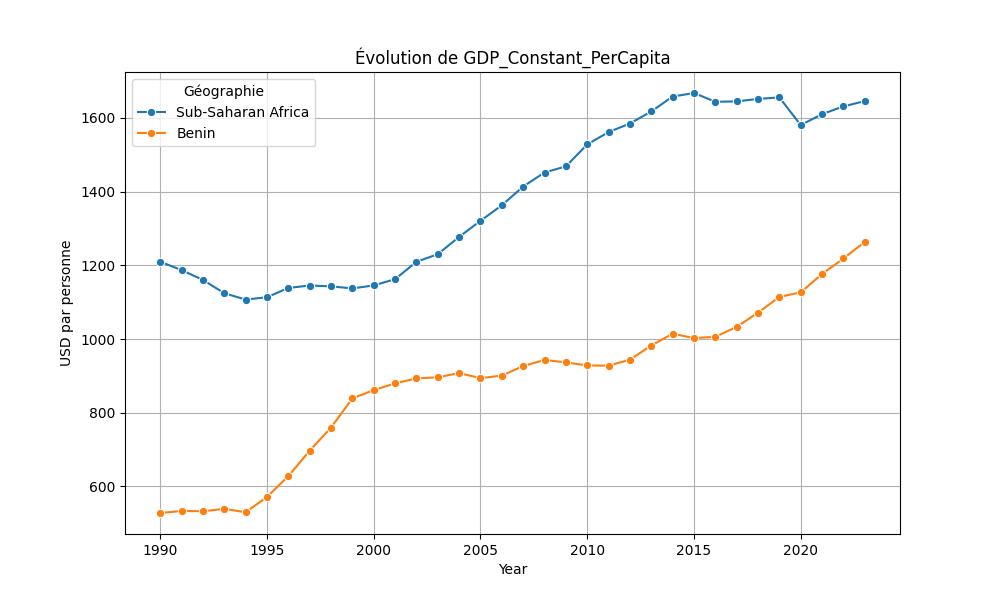 Évolution de GDP_Constant_PerCapita
Géographie
Sub-Saharan Africa
Benin
USD par personne
1600
1400
1200
1000
800
600
1990 1995 2000 2005 2010 2015 2020
Year